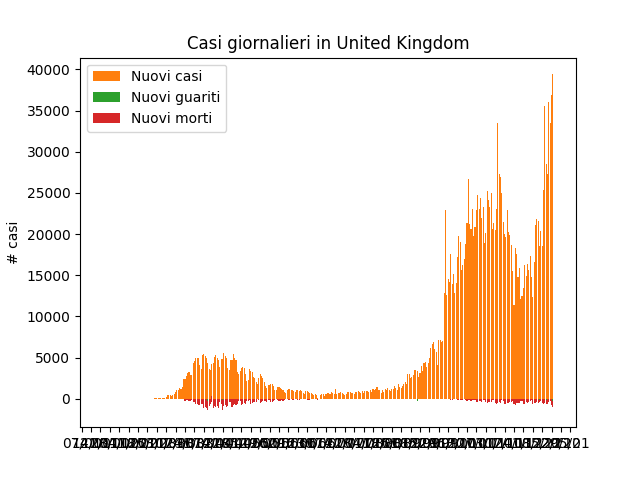 Casi giornalieri in United Kingdom
Nuovi casi
Nuovi guariti
Nuovi morti
# casi
40000
35000
30000
25000
20000
15000
10000
5000
0